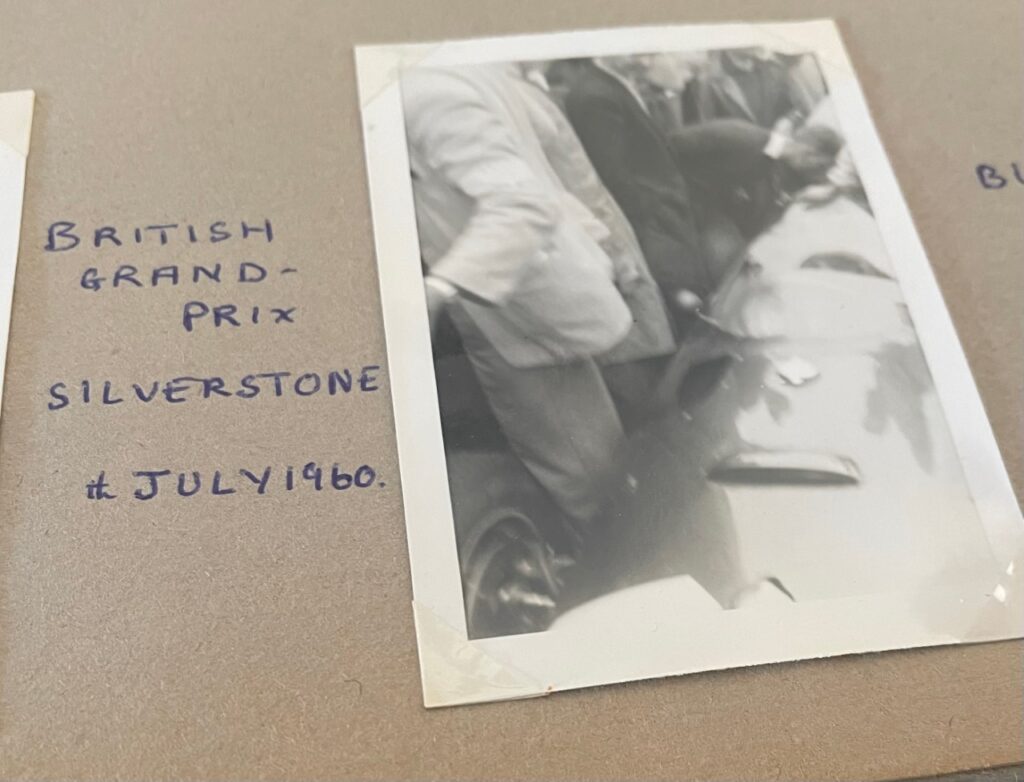 BRITISH
GRAND-
PRIX
SILVERSTONE
th JULY 1960.